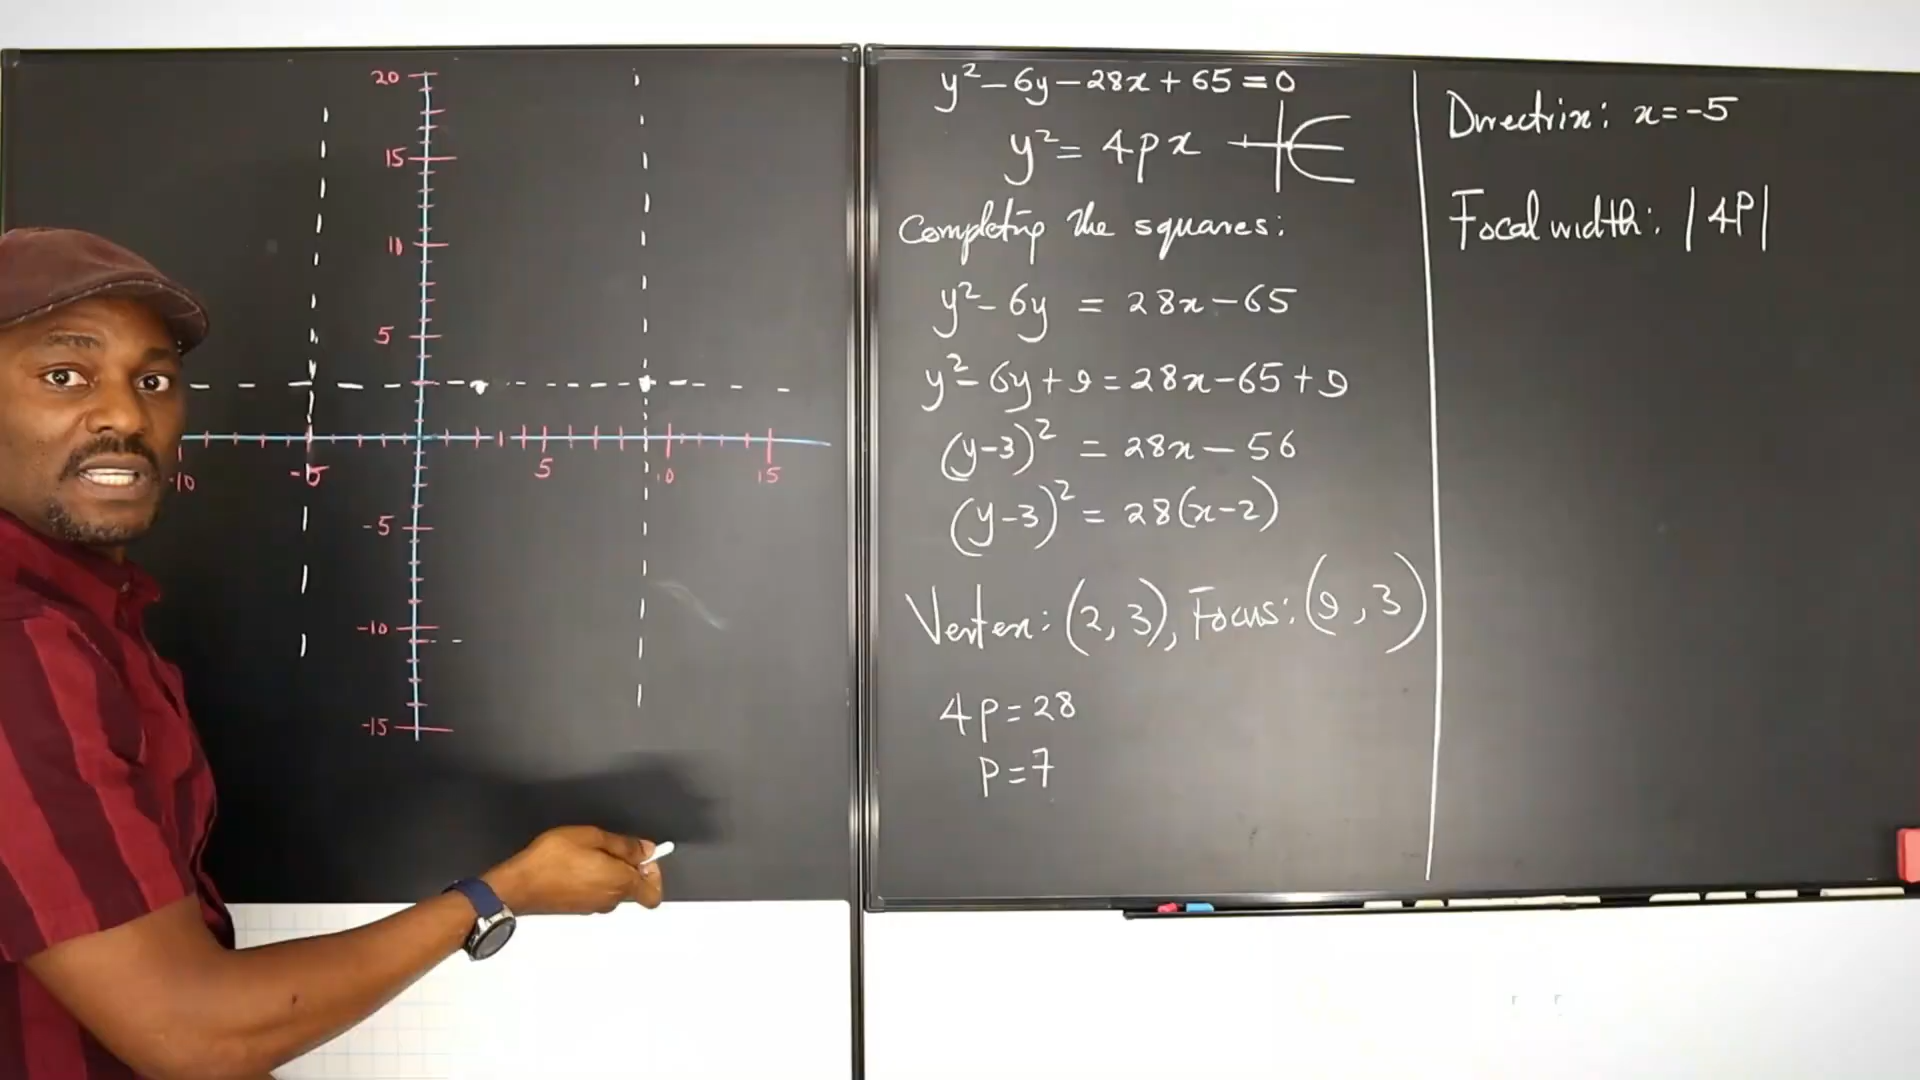 20
15
10
5
-10
-5
5
10
15
-5
-10
-15
y² - 6y - 28x + 65 = 0
y² = 4px
Completing the squares:
y² - 6y = 28x - 65
y² - 6y + 9 = 28x - 65 + 9
(y-3)² = 28x - 56
(y-3)² = 28(x-2)
Vertex: (2, 3), Focus: (9, 3)
4p = 28
p = 7
Directrix: x = -5
Focal width: |4P|